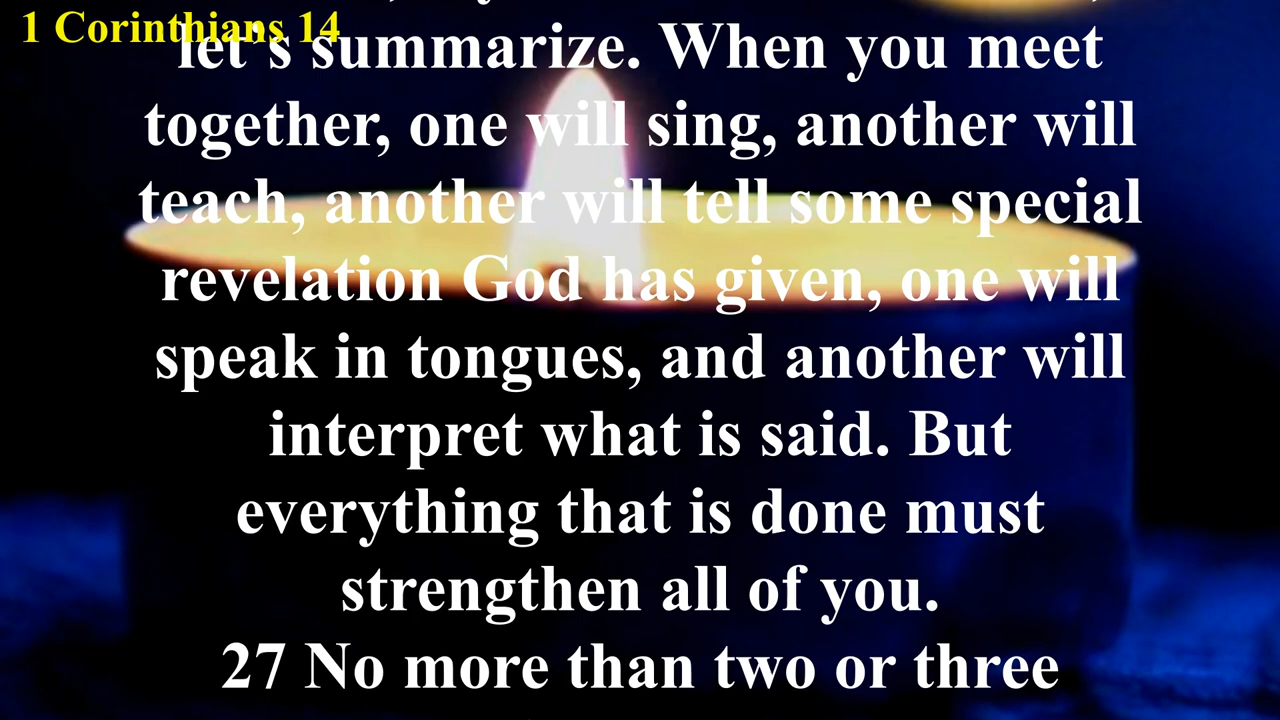 1 Corinthians 14
let's summarize. When you meet
together, one will sing, another will
teach, another will tell some special
revelation God has given, one will
speak in tongues, and another will
interpret what is said. But
everything that is done must
strengthen all of you.
27 No more than two or three